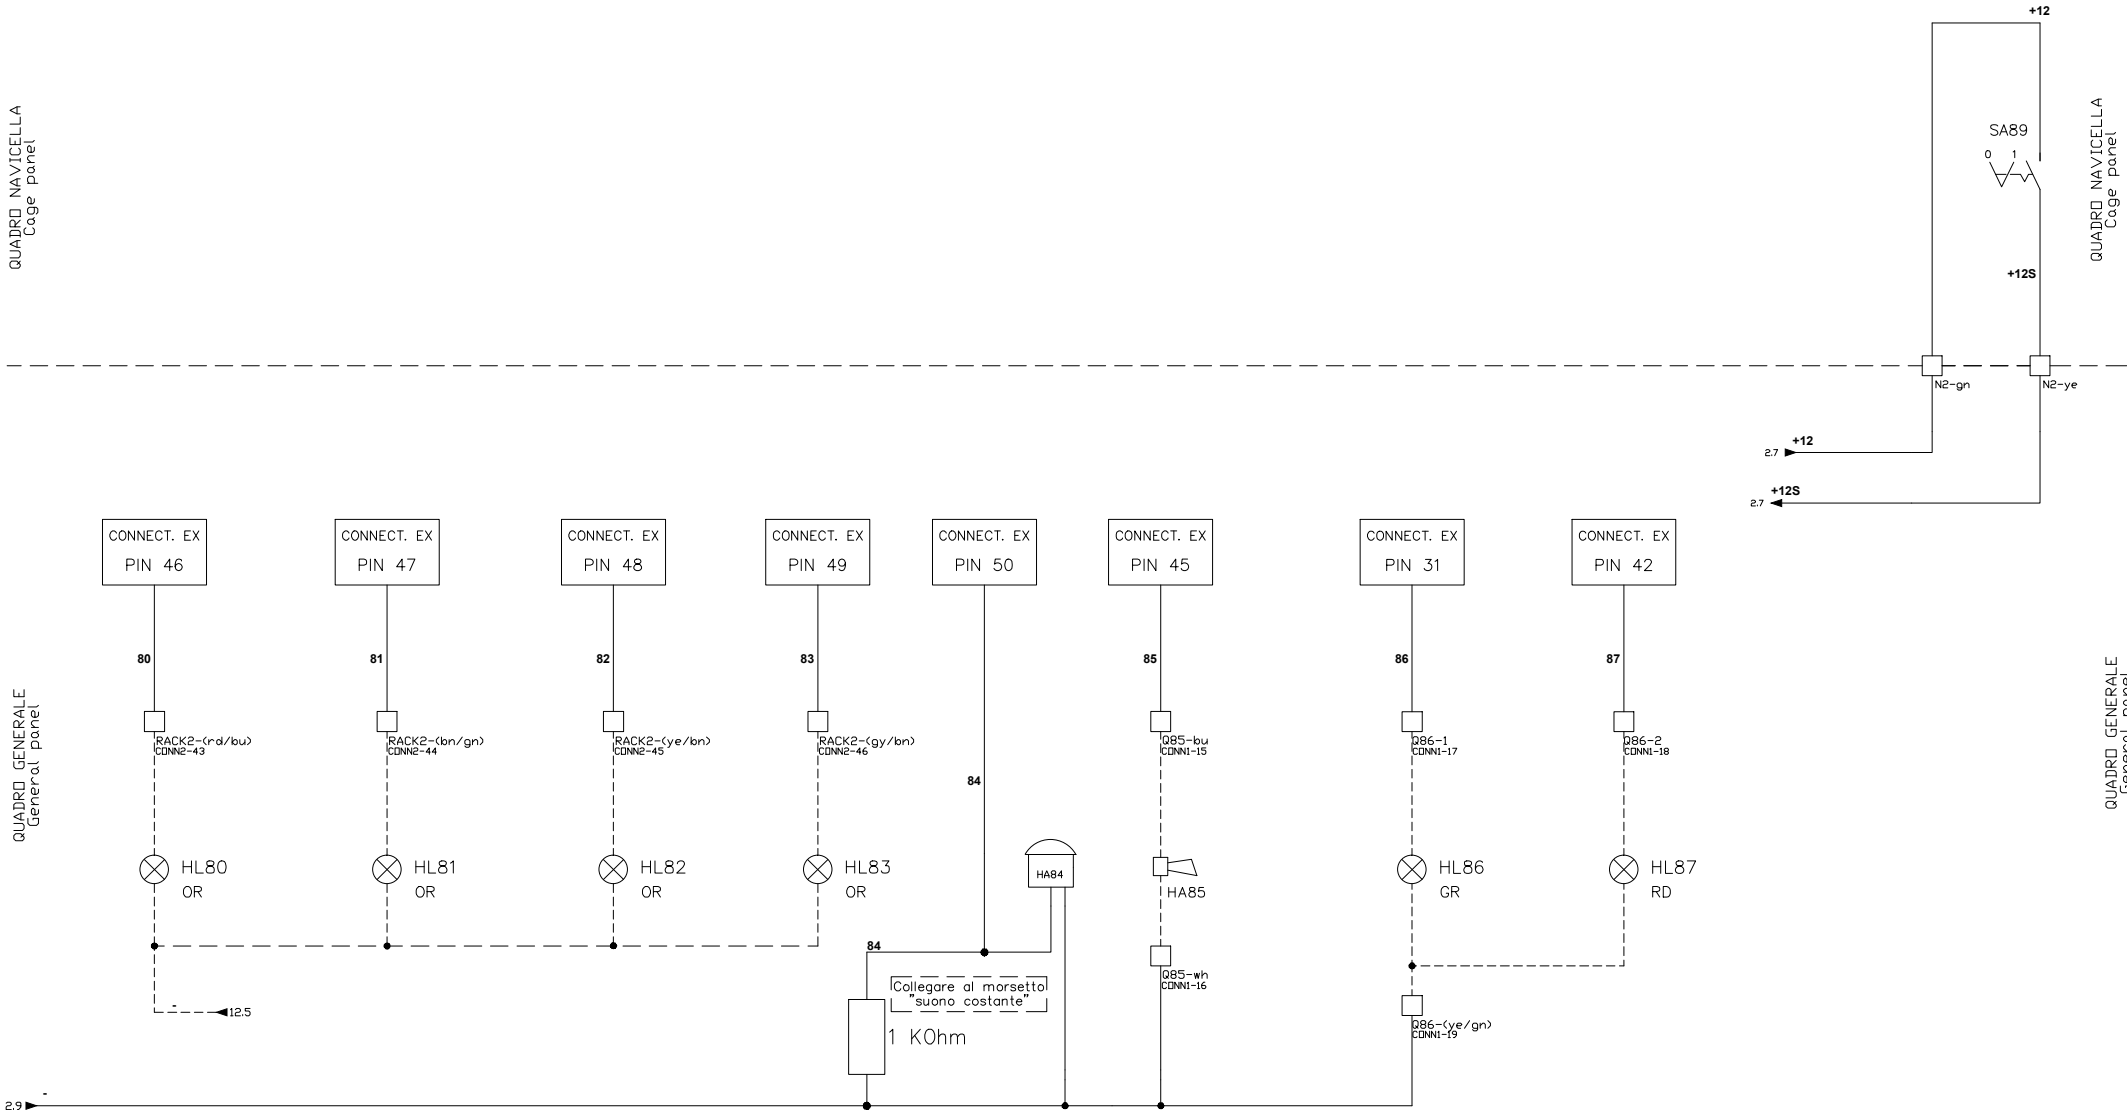 +12
QUADRO NAVICELLA
Cage panel
SA89
0 1
QUADRO NAVICELLA
Cage panel
+12S
N2-gn
N2-ye
2.7
+12
2.7
+12S
CONNECT. EX
PIN 46
CONNECT. EX
PIN 47
CONNECT. EX
PIN 48
CONNECT. EX
PIN 49
CONNECT. EX
PIN 50
CONNECT. EX
PIN 45
CONNECT. EX
PIN 31
CONNECT. EX
PIN 42
80
81
82
83
85
86
87
QUADRO GENERALE
General panel
QUADRO GENERALE
General panel
RACK2-(rd/bu)
CONN2-43
RACK2-(bn/gn)
CONN2-44
RACK2-(ye/bn)
CONN2-45
RACK2-(gy/bn)
CONN2-46
Q85-bu
CONN1-15
Q86-1
CONN1-17
Q86-2
CONN1-18
84
HL80
OR
HL81
OR
HL82
OR
HL83
OR
HA84
HA85
HL86
GR
HL87
RD
84
Collegare al morsetto
"suono costante"
Q85-wh
CONN1-16
-
12.5
1 KOhm
Q86-(ye/gn)
CONN1-19
2.9
-